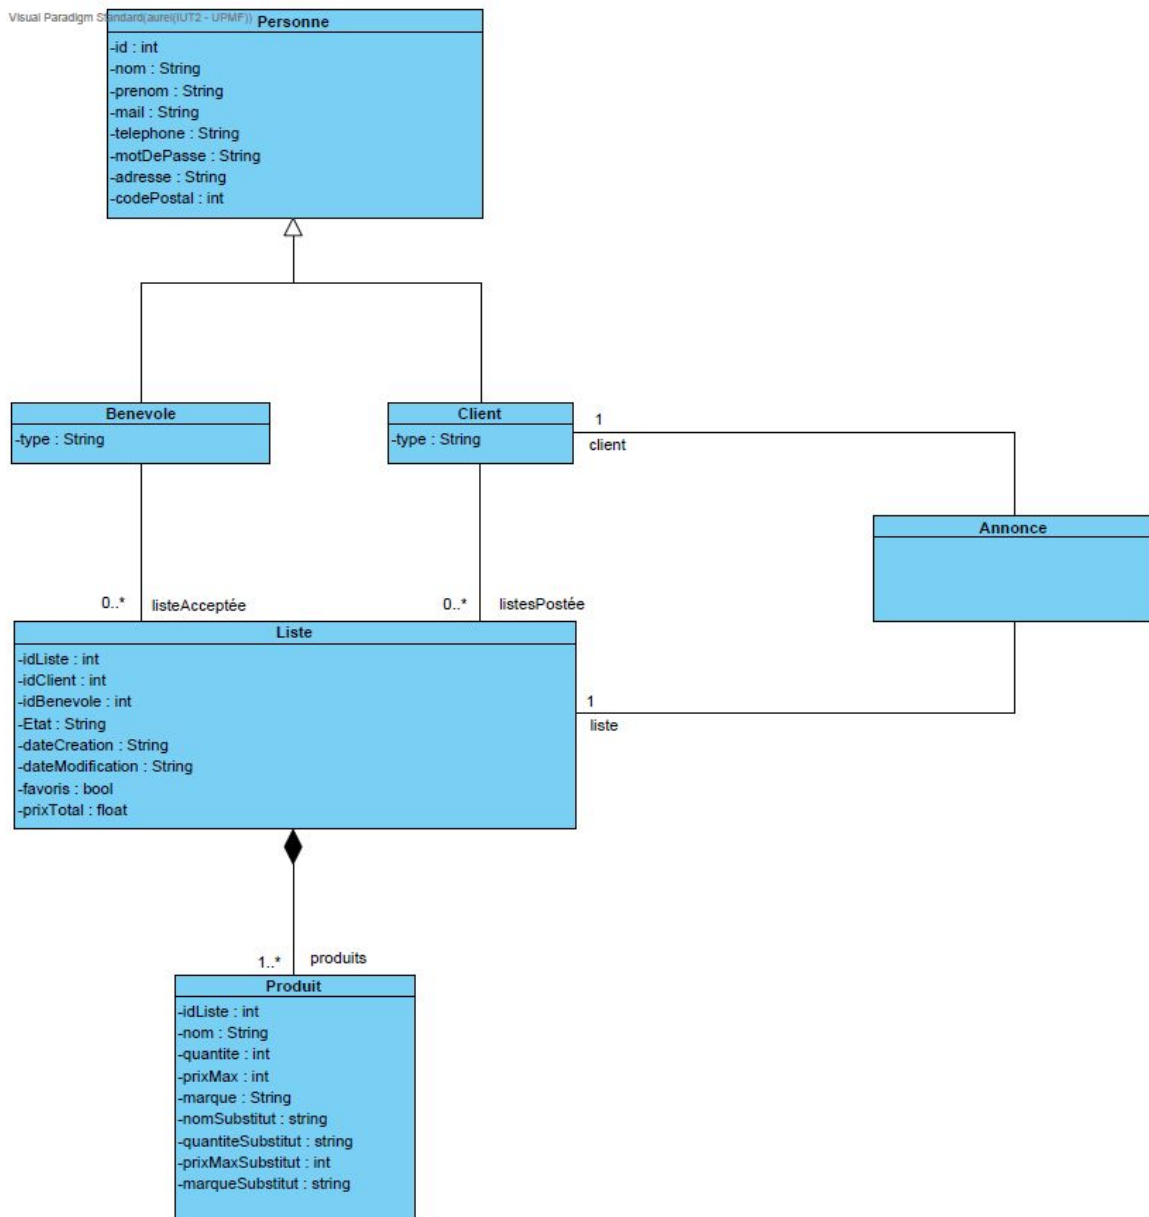 Visual Paradigm Standard(aurel(IUT2 - UPMF))
Personne
-id : int
-nom : String
-prenom : String
-mail : String
-telephone : String
-motDePasse : String
-adresse : String
-codePostal : int
Benevole
-type : String
Client
-type : String
1
client
Annonce
0..*
listeAcceptée
0..*
listesPostée
Liste
-idListe : int
-idClient : int
-idBenevole : int
-Etat : String
-dateCreation : String
-dateModification : String
-favoris : bool
-prixTotal : float
1
liste
1..*
produits
Produit
-idListe : int
-nom : String
-quantite : int
-prixMax : int
-marque : String
-nomSubstitut : string
-quantiteSubstitut : string
-prixMaxSubstitut : int
-marqueSubstitut : string